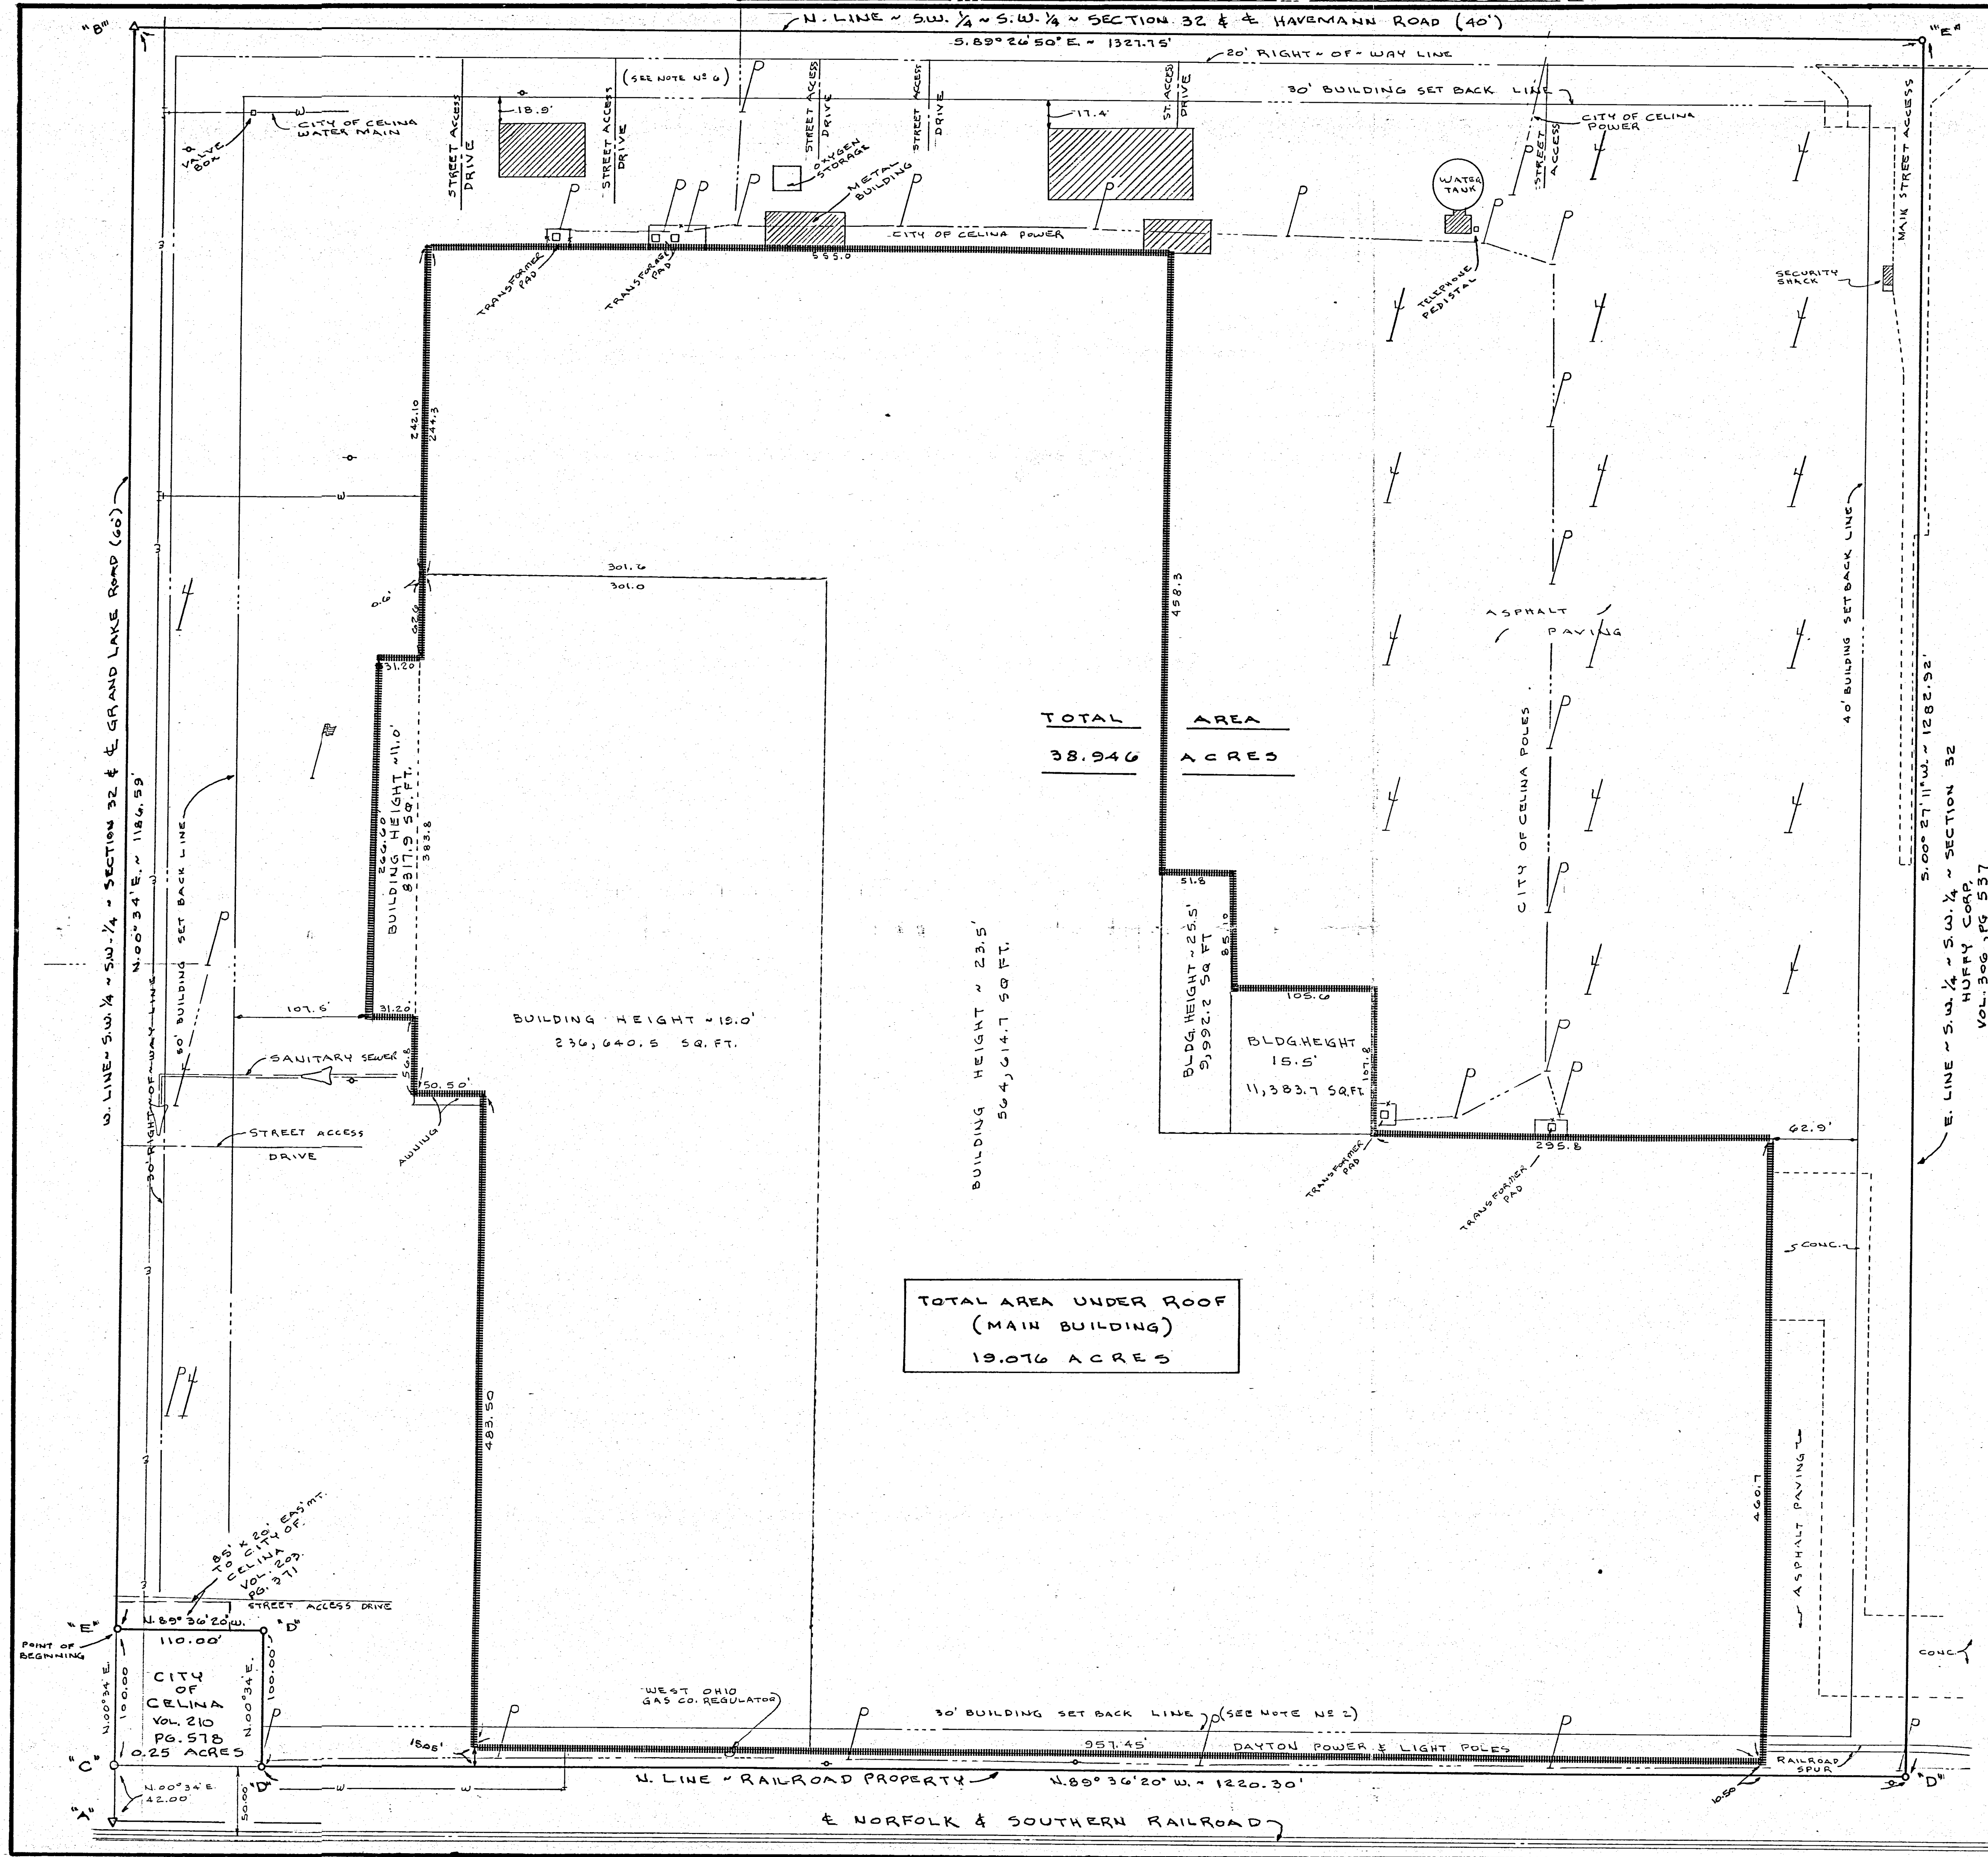 N. LINE ~ S.W. ¼ ~ S.W. ¼ ~ SECTION 32 & ℄ HAVEMANN ROAD (40')
"B"
"E"
S. 89° 26' 50" E. ~ 1327.75'
20' RIGHT~OF~WAY LINE
(SEE NOTE Nº 6)
30' BUILDING SET BACK LINE
STREET ACCESS
DRIVE
18.9'
STREET ACCESS
DRIVE
STREET ACCESS
DRIVE
STREET ACCESS
DRIVE
17.4'
ST. ACCESS
DRIVE
W
CITY OF CELINA
WATER MAIN
VALVE
BOX
CITY OF CELINA
POWER
STREET
ACCESS
MAIN STREET ACCESS
OXYGEN
STORAGE
METAL
BUILDING
WATER
TANK
CITY OF CELINA POWER
555.0
TRANSFORMER
PAD
TRANSFORMER
PAD
TELEPHONE
PEDISTAL
SECURITY
SHACK
242.10
244.3
W
301.6
301.0
0.6'
62.6
31.20
458.3
ASPHALT
PAVING
40' BUILDING SETBACK LINE
W. LINE ~ S.W. ¼ ~ S.W. ¼ ~ SECTION 32 & ℄ GRAND LAKE ROAD (60')
N. 00° 34' E. ~ 1186.59'
30' RIGHT~OF~WAY LINE
50' BUILDING SET BACK LINE
266.60'
BUILDING HEIGHT ~ 11.0'
8317.9 SQ. FT.
383.8
TOTAL AREA
38.946 ACRES
CITY OF CELINA POLES
S. 00° 27' 11" W. ~ 1282.92'
E. LINE ~ S.W. ¼ ~ S.W. ¼ ~ SECTION 32
HUFFY CORP.
VOL. 306, PG 537
51.8
85.10
BLDG. HEIGHT ~ 25.5'
9,992.2 SQ FT
105.6
107.5'
31.20'
56.8
BUILDING HEIGHT ~ 19.0'
236,640.5 SQ. FT.
BUILDING HEIGHT ~ 23.5'
564,614.7 SQ FT.
BLDG. HEIGHT
15.5'
11,383.7 SQ.FT.
107.8
SANITARY SEWER
50.50'
AWNING
STREET ACCESS
DRIVE
TRANSFORMER
PAD
295.8
TRANSFORMER
PAD
62.9'
CONC.
TOTAL AREA UNDER ROOF
(MAIN BUILDING)
19.076 ACRES
483.50
460.7
ASPHALT PAVING
85' X 20' EAS'MT.
TO CITY OF
CELINA
VOL. 209.
PG. 371
STREET ACCESS DRIVE
"E"
N. 89° 36' 20" W.
"D"
110.00'
POINT OF
BEGINNING
N. 00° 34' E.
100.00
CITY
OF
CELINA
VOL. 210
PG. 578
0.25 ACRES
N. 00° 34' E.
100.00'
WEST OHIO
GAS CO. REGULATOR
30' BUILDING SET BACK LINE (SEE NOTE Nº 2)
CONC.
957.45'
DAYTON POWER & LIGHT POLES
RAILROAD
SPUR
"C"
"D"
W
W
N. LINE ~ RAILROAD PROPERTY
N. 89° 36' 20" W. ~ 1220.30'
10.50
"D"
N. 00° 34' E.
42.00'
50.00'
"A"
℄ NORFOLK & SOUTHERN RAILROAD